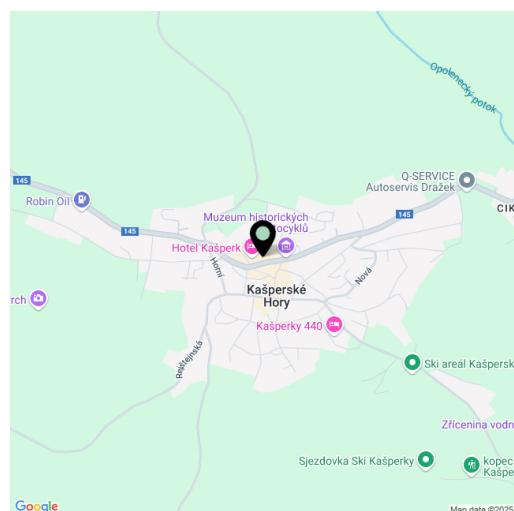 Opolenecký
potok
145
Robin Oil
Q-SERVICE
Autoservis Dražek
CIK
145
145
Muzeum historických
ocyklů
Hotel Kašperk
Horní
Nová
Kašperské
Hory
rch
Kašperky 440
Rejštejnská
Ski areál Kašpersk
Zřícenina vodn
Sjezdovka Ski Kašperky
kopec
Kašpe
Google
Map data ©2025